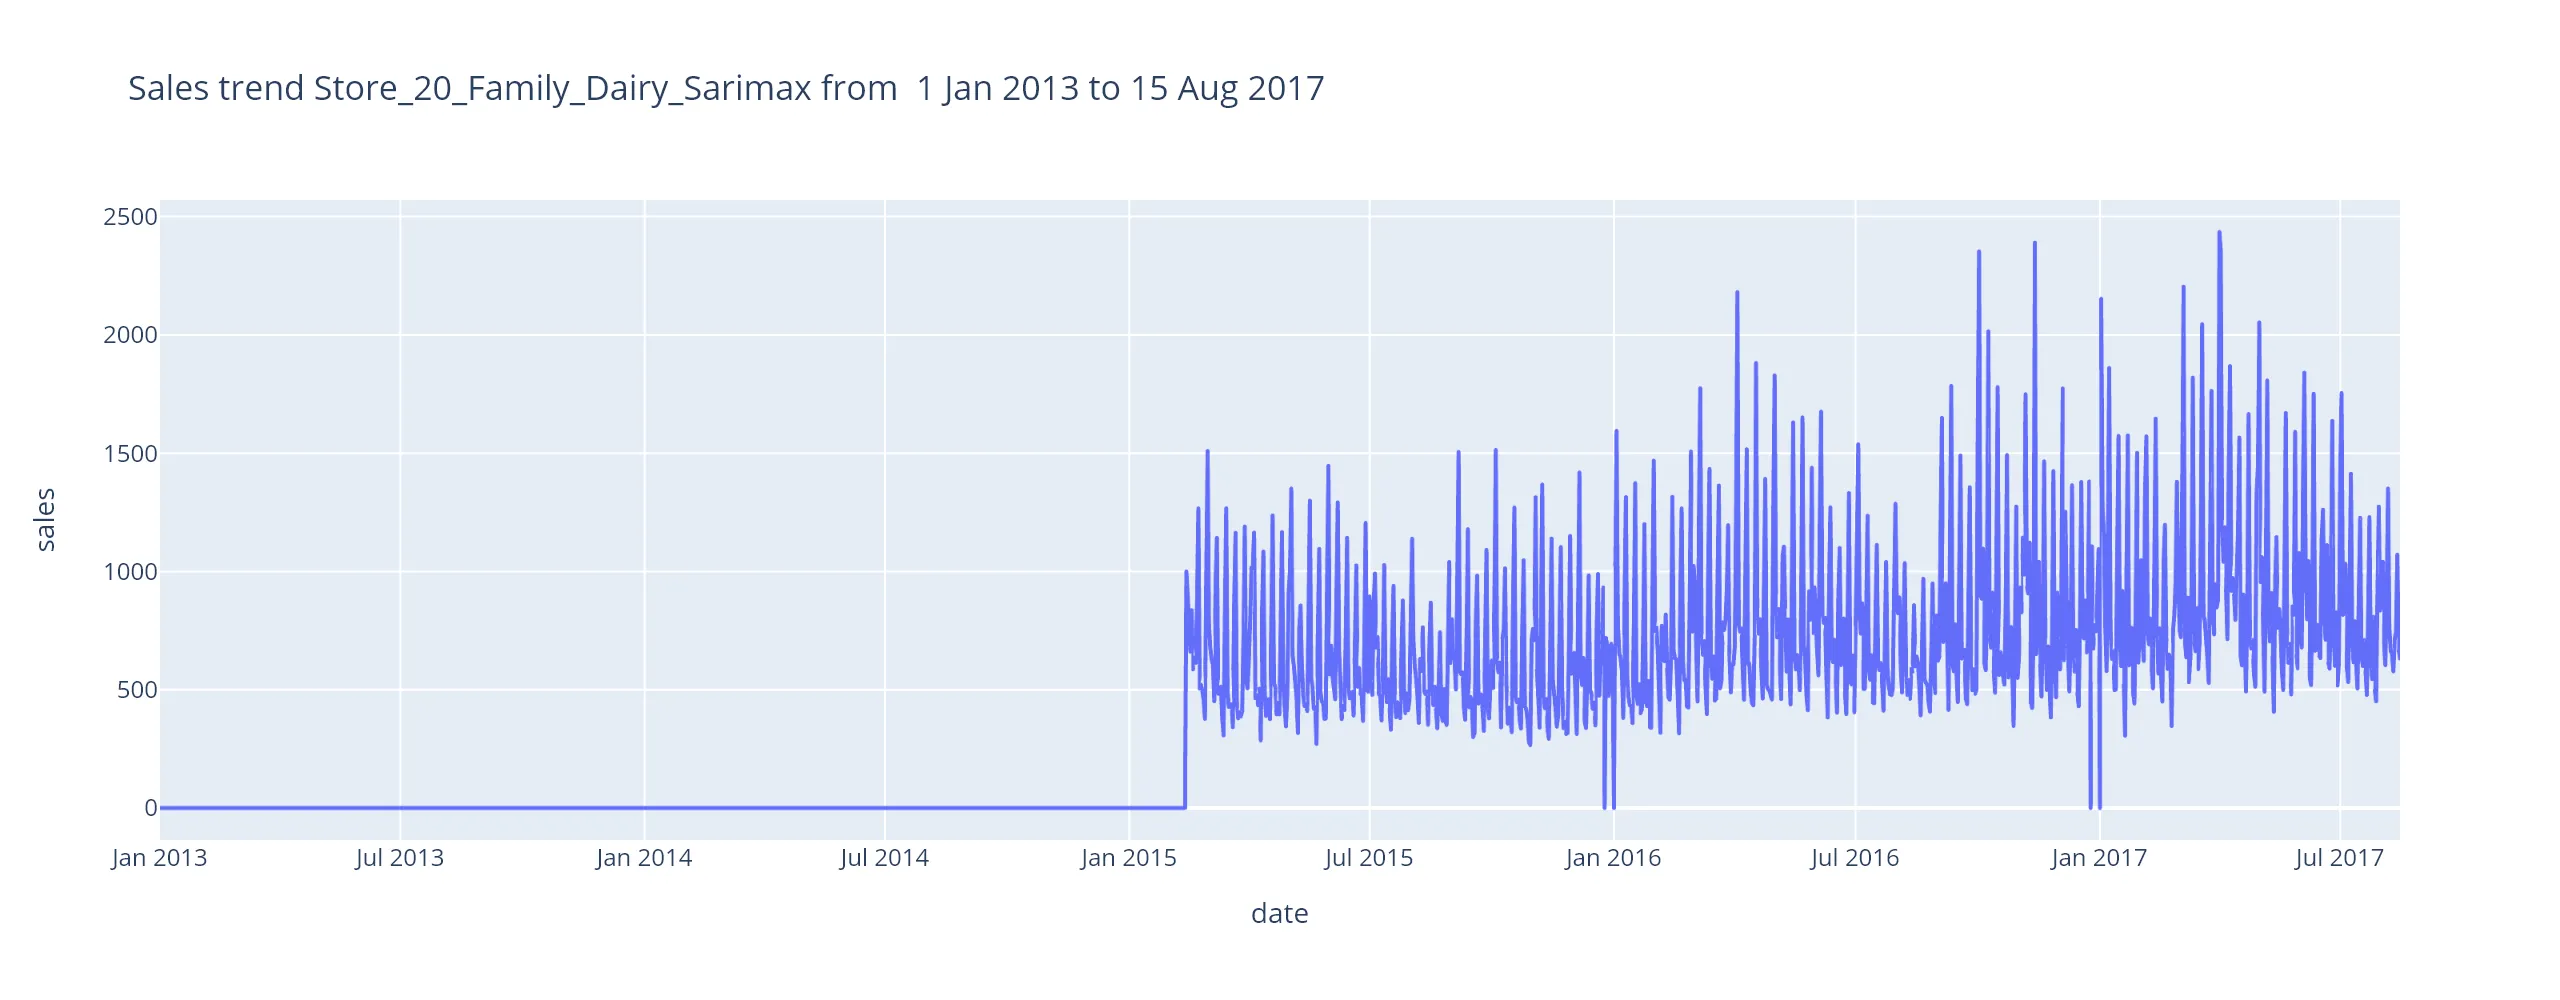 Sales trend Store_20_Family_Dairy_Sarimax from  1 Jan 2013 to 15 Aug 2017
2500
2000
1500
1000
500
0
sales
Jan 2013 Jul 2013 Jan 2014 Jul 2014 Jan 2015 Jul 2015 Jan 2016 Jul 2016 Jan 2017 Jul 2017
date